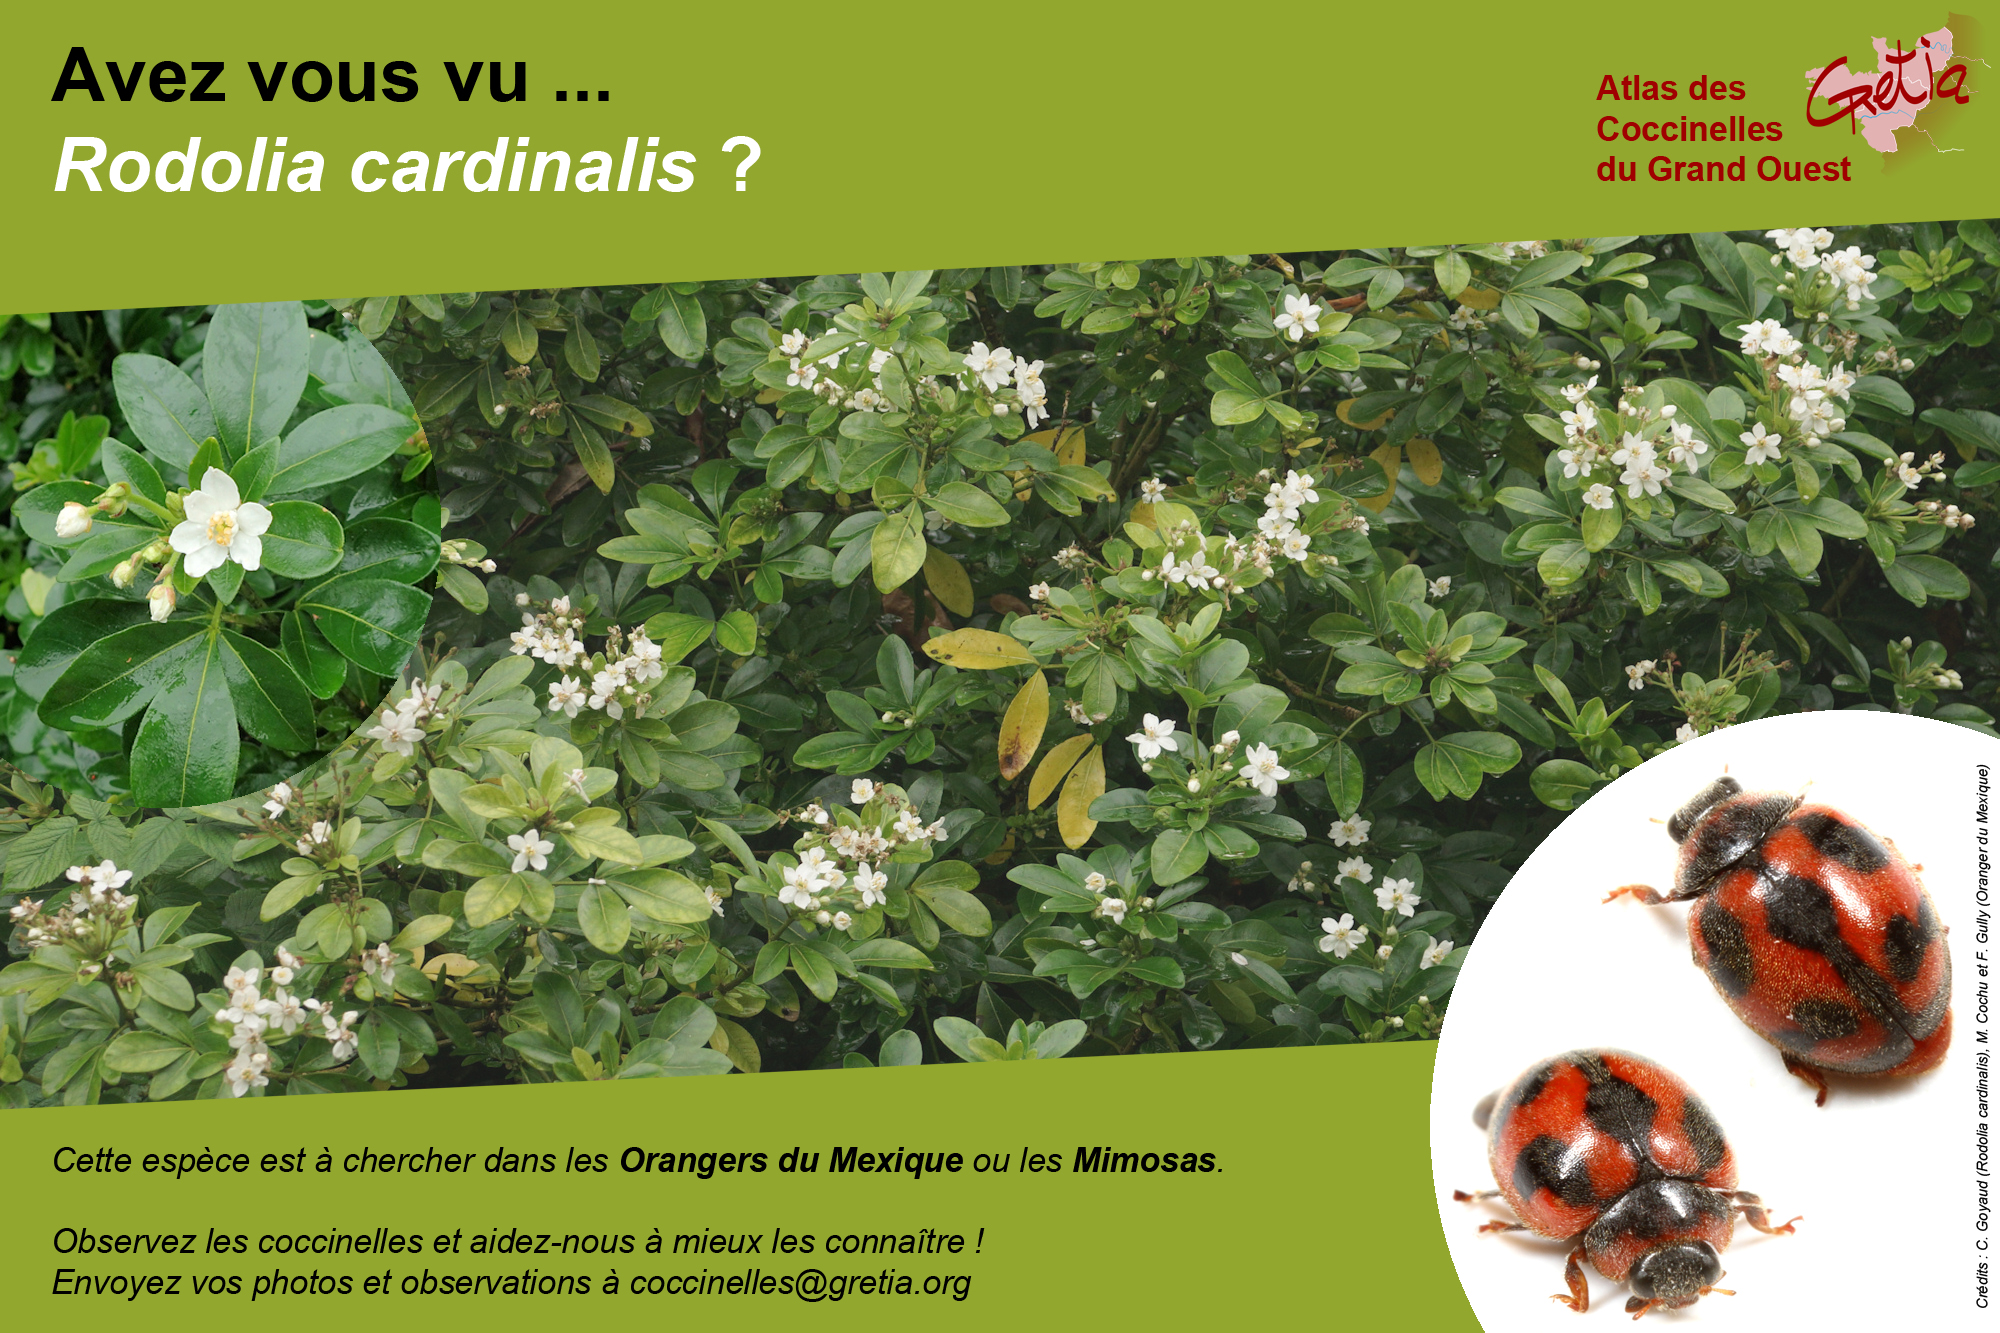 Avez vous vu ...
Rodolia cardinalis ?
Atlas des
Coccinelles
du Grand Ouest
Gretia
Cette espèce est à chercher dans les Orangers du Mexique ou les Mimosas.
Observez les coccinelles et aidez-nous à mieux les connaître !
Envoyez vos photos et observations à coccinelles@gretia.org
Crédits : C. Goyaud (Rodolia cardinalis), M. Cochu et F. Gully (Oranger du Mexique)